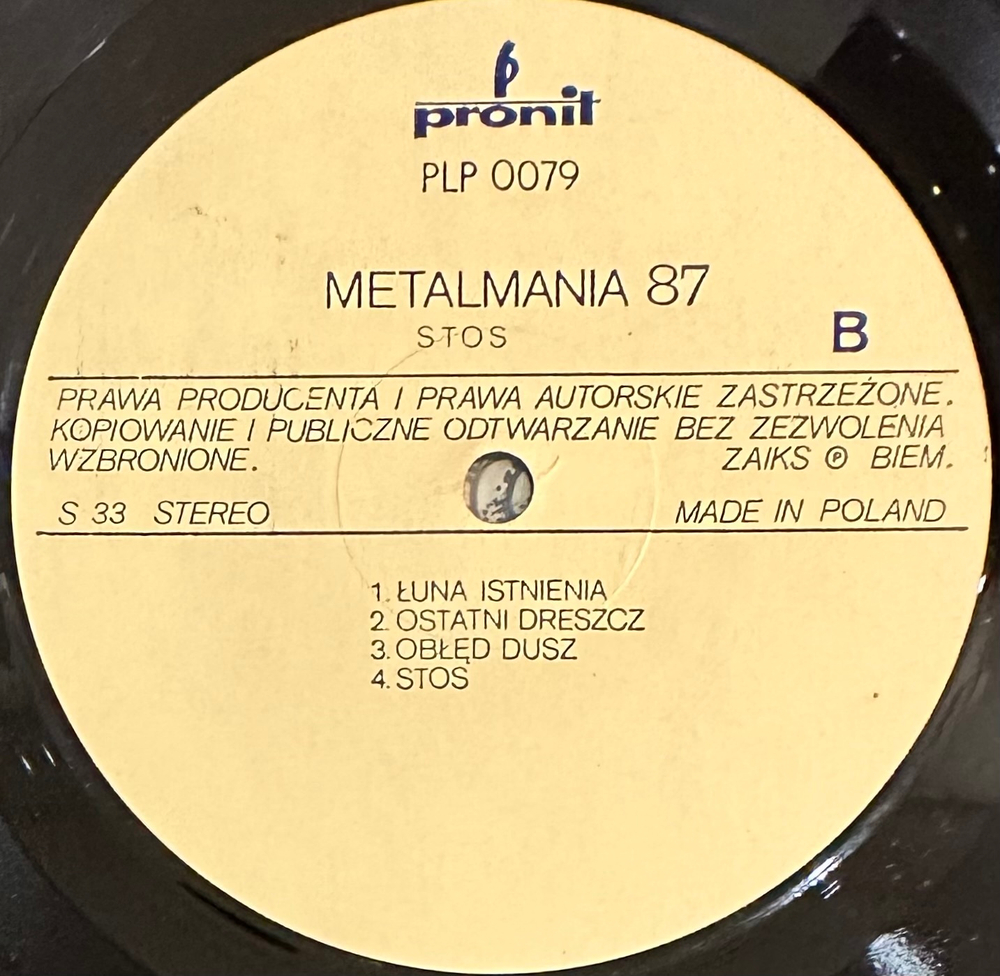 pronit
PLP 0079
METALMANIA 87
STOS
B
PRAWA PRODUCENTA I PRAWA AUTORSKIE ZASTRZEŻONE.
KOPIOWANIE I PUBLICZNE ODTWARZANIE BEZ ZEZWOLENIA
WZBRONIONE. ZAIKS ℗ BIEM.
S 33 STEREO MADE IN POLAND
1. ŁUNA ISTNIENIA
2. OSTATNI DRESZCZ
3. OBŁĘD DUSZ
4. STOS